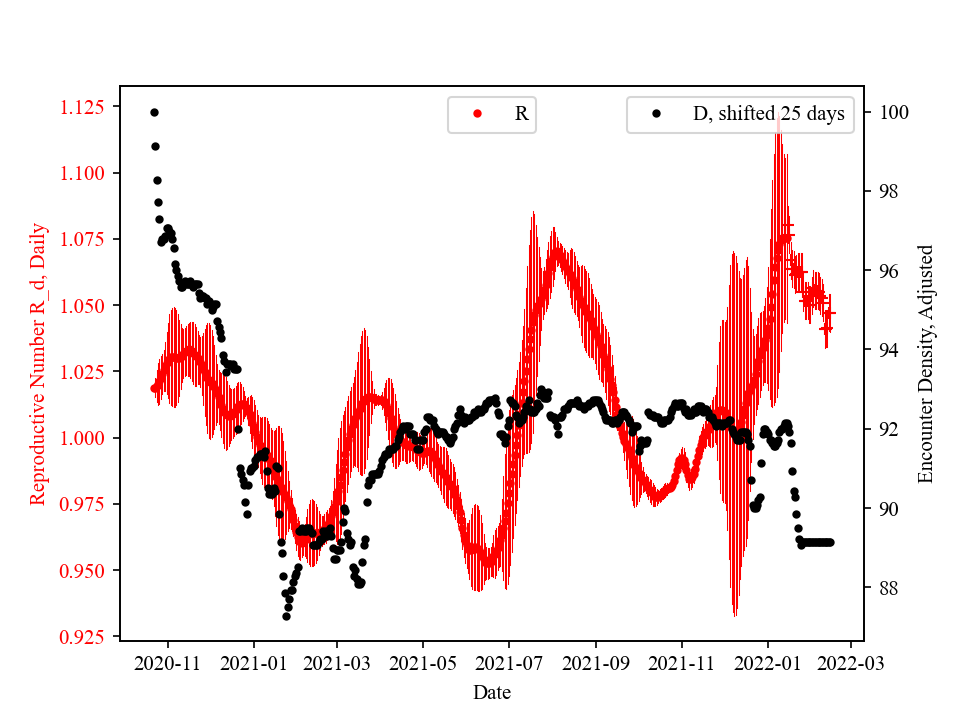 R
D, shifted 25 days
1.125
1.100
1.075
1.050
1.025
1.000
0.975
0.950
0.925
Reproductive Number R_d, Daily
100
98
96
94
92
90
88
Encounter Density, Adjusted
2020-11 2021-01 2021-03 2021-05 2021-07 2021-09 2021-11 2022-01 2022-03
Date